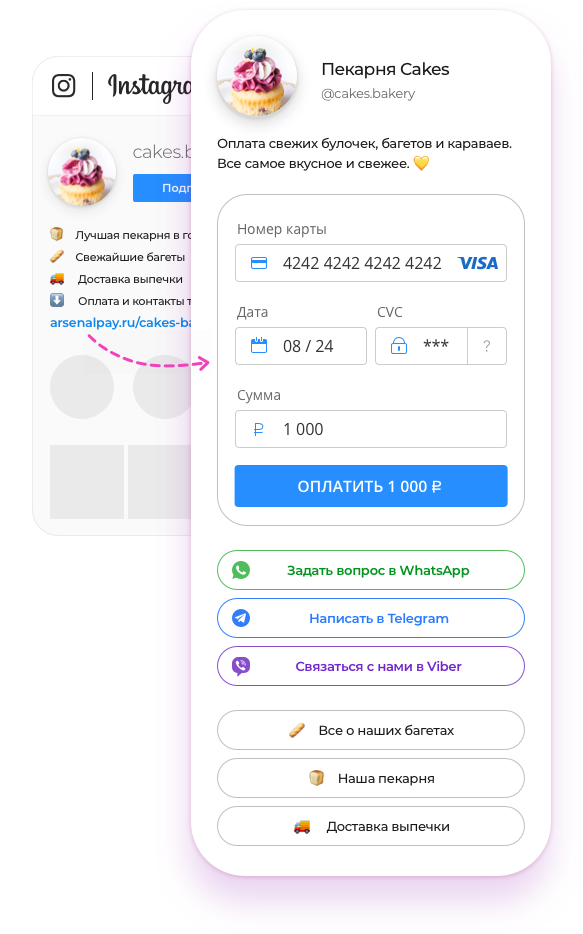 Instagra
cakes.b
Подп
Лучшая пекарня в го
Свежайшие багеты
Доставка выпечки
Оплата и контакты т
arsenalpay.ru/cakes-ba
Пекарня Cakes
@cakes.bakery
Оплата свежих булочек, багетов и караваев.
Все самое вкусное и свежее. 💛
Номер карты
4242 4242 4242 4242 VISA
Дата CVC
08 / 24 *** ?
Сумма
₽ 1 000
ОПЛАТИТЬ 1 000 ₽
Задать вопрос в WhatsApp
Написать в Telegram
Связаться с нами в Viber
Все о наших багетах
Наша пекарня
Доставка выпечки